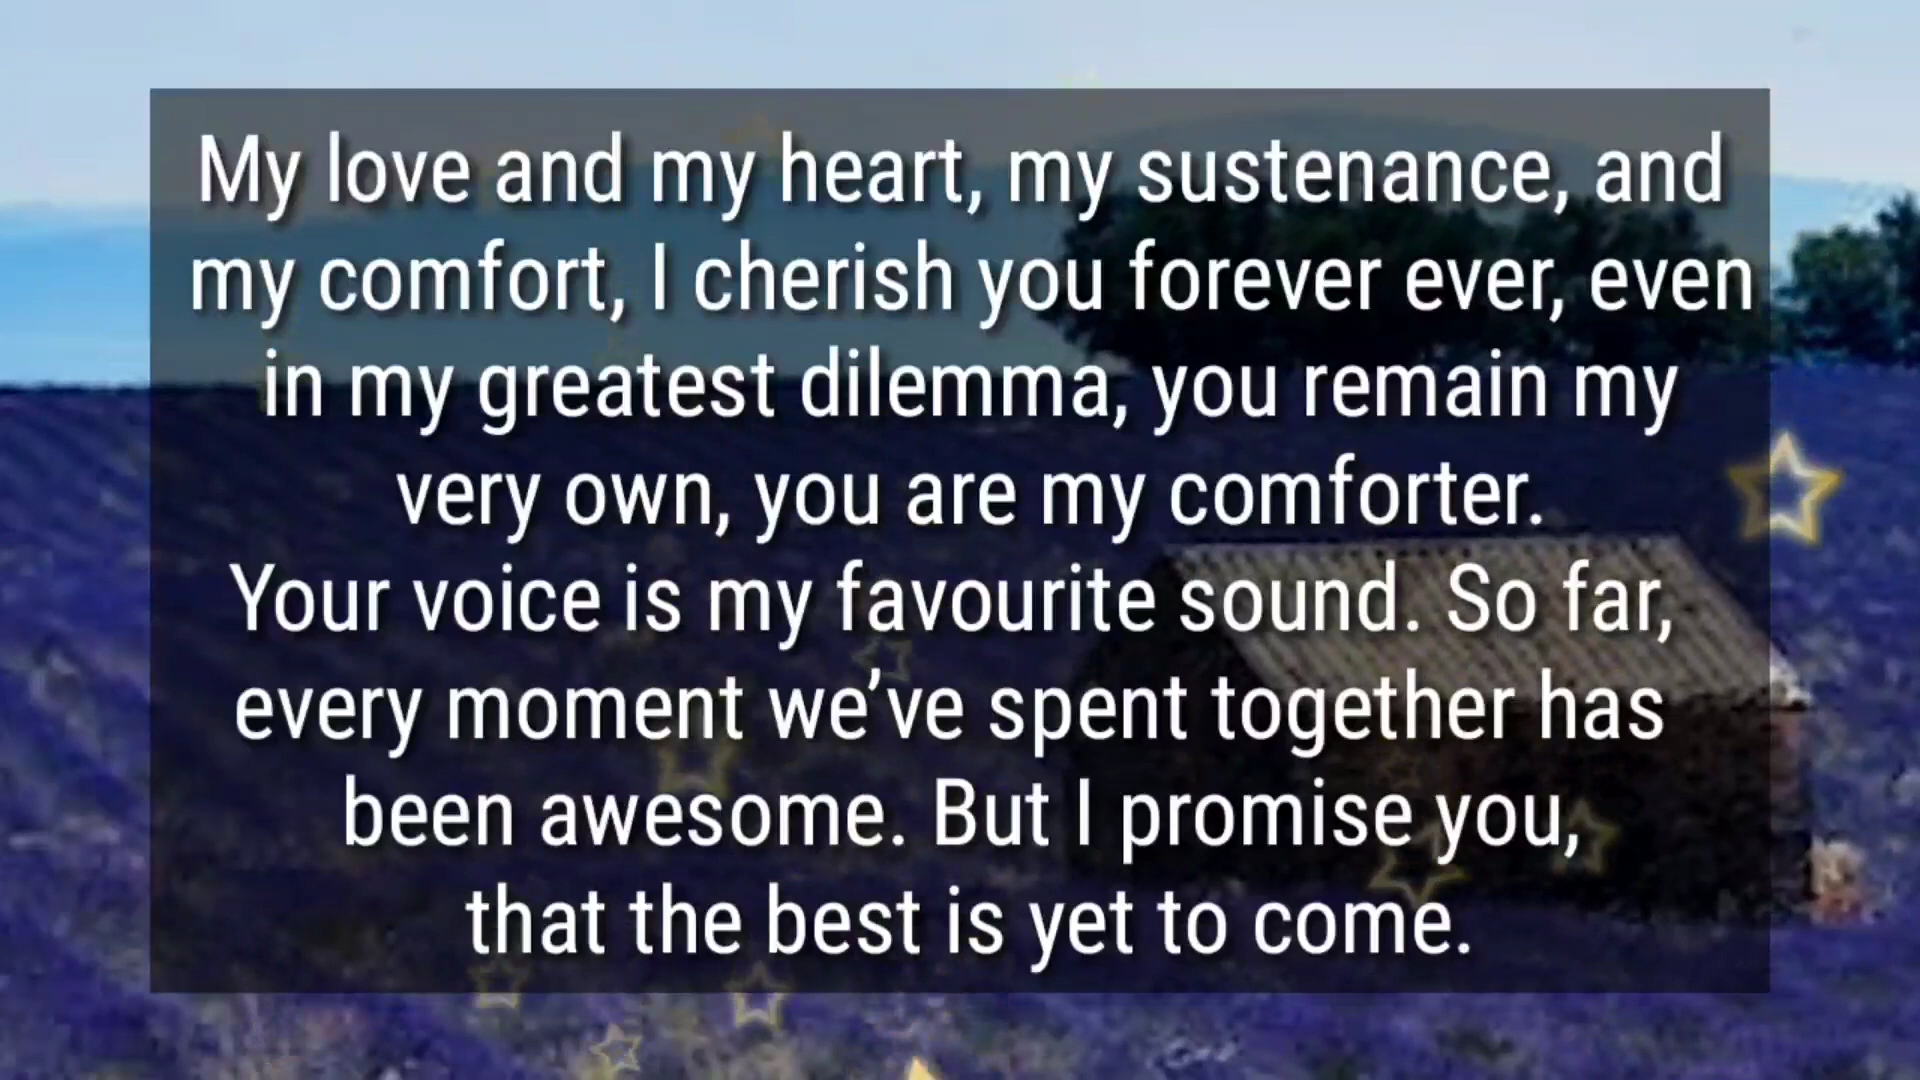 My love and my heart, my sustenance, and
my comfort, I cherish you forever ever, even
in my greatest dilemma, you remain my
very own, you are my comforter.
Your voice is my favourite sound. So far,
every moment we’ve spent together has
been awesome. But I promise you,
that the best is yet to come.